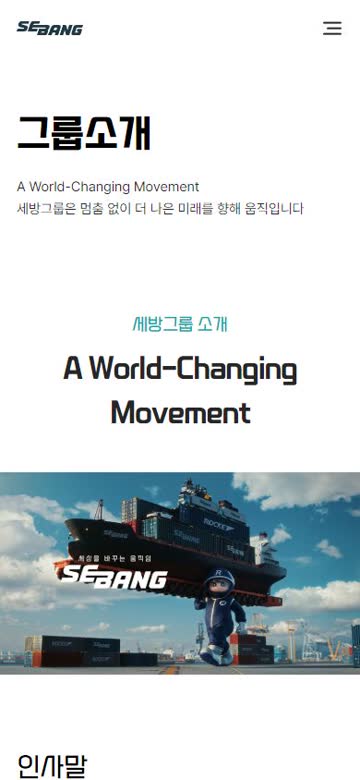 SEBANG
그룹소개
A World-Changing Movement
세방그룹은 멈춤 없이 더 나은 미래를 향해 움직입니다
세방그룹 소개
A World-Changing
Movement
ROCKET
세상을 바꾸는 움직임
SEBANG
인사말